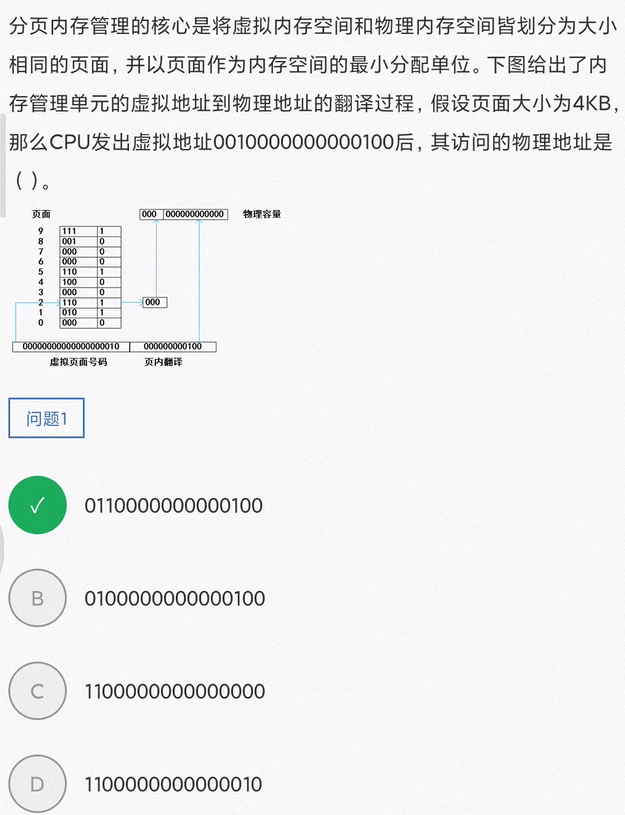 分页内存管理的核心是将虚拟内存空间和物理内存空间皆划分为大小
相同的页面，并以页面作为内存空间的最小分配单位。下图给出了内
存管理单元的虚拟地址到物理地址的翻译过程，假设页面大小为4KB，
那么CPU发出虚拟地址0010000000000100后，其访问的物理地址是
（ ）。
页面 000 000000000000 物理容量
9 111 1
8 001 0
7 000 0
6 000 0
5 110 1
4 100 0
3 000 0
2 110 1 000
1 010 1
0 000 0
00000000000000000010 000000000100
虚拟页面号码 页内翻译
问题1
✓ 0110000000000100
B 0100000000000100
C 1100000000000000
D 1100000000000010